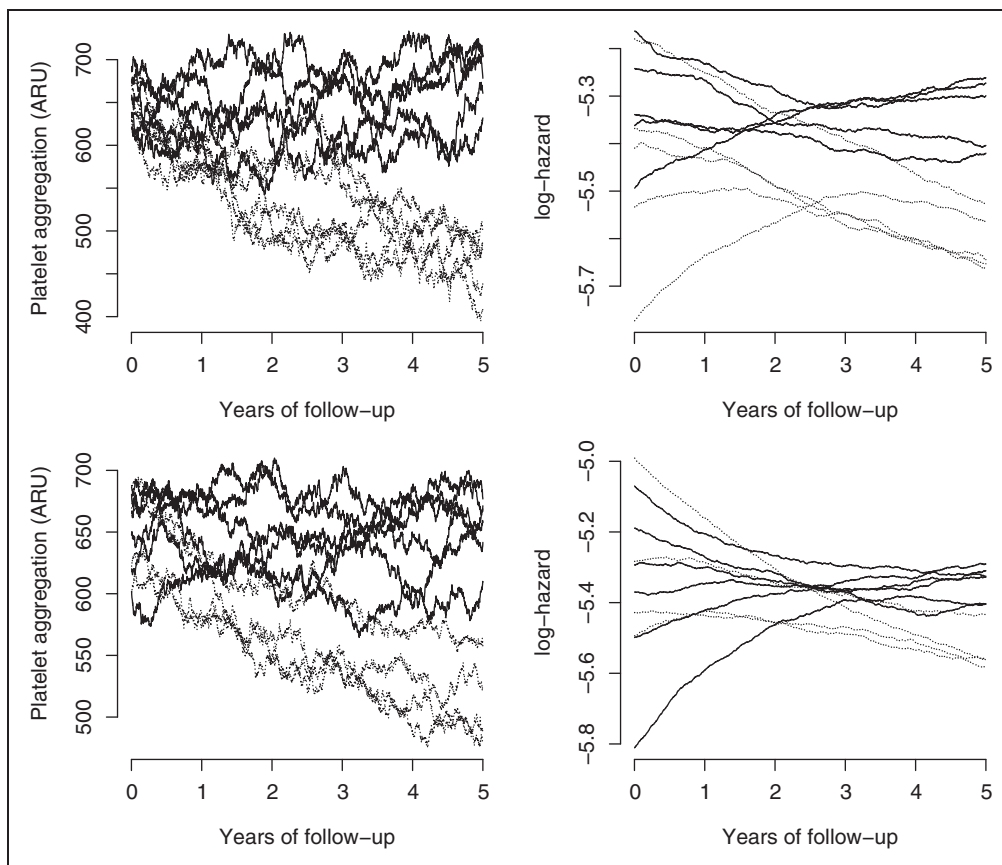 Platelet aggregation (ARU)
700
600
500
400
0 1 2 3 4 5
Years of follow−up
log−hazard
−5.3
−5.5
−5.7
0 1 2 3 4 5
Years of follow−up
Platelet aggregation (ARU)
700
650
600
550
500
0 1 2 3 4 5
Years of follow−up
log−hazard
−5.0
−5.2
−5.4
−5.6
−5.8
0 1 2 3 4 5
Years of follow−up